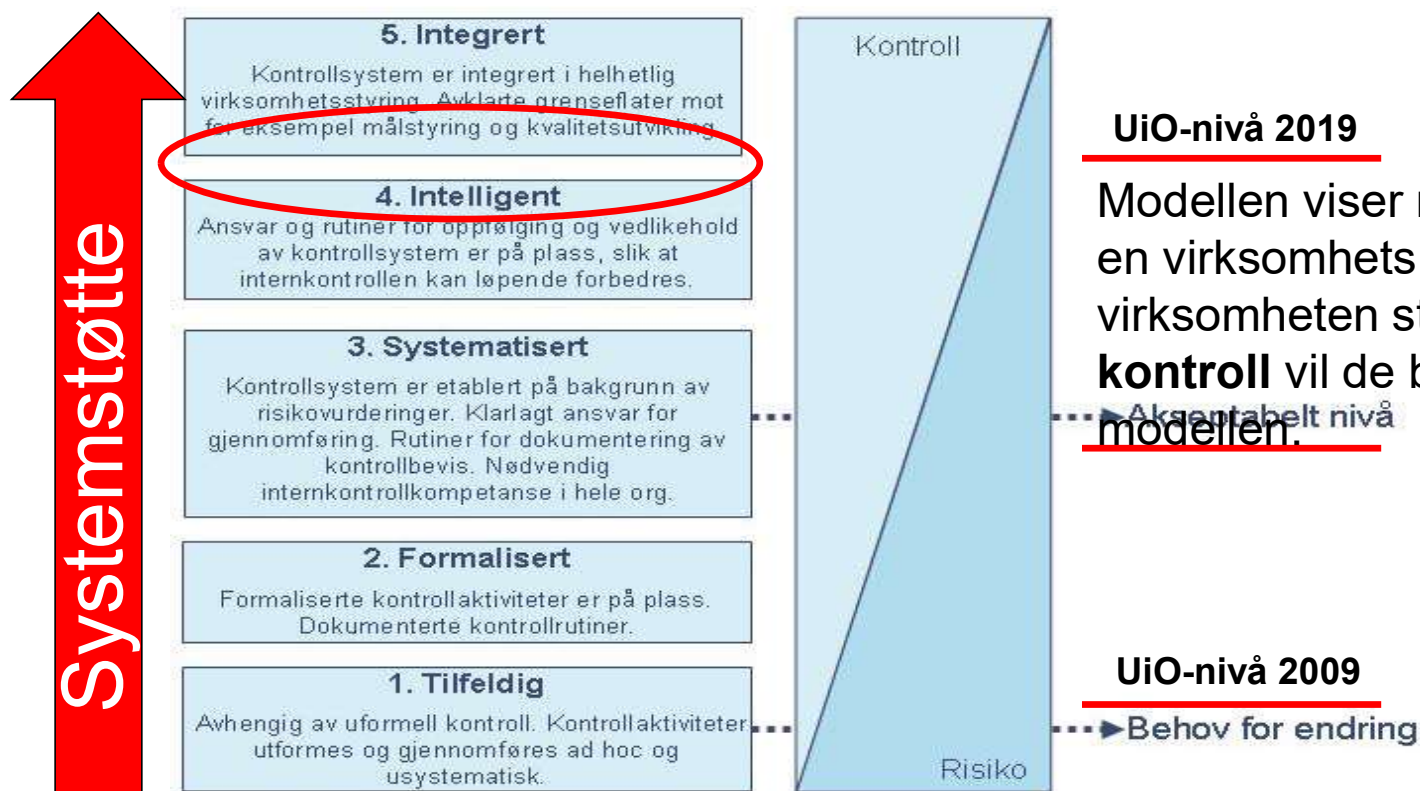 Systemstøtte
5. Integrert
Kontrollsystem er integrert i helhetlig
virksomhetsstyring. Avklarte grenseflater mot
for eksempel målstyring og kvalitetsutvikling.
4. Intelligent
Ansvar og rutiner for oppfølging og vedlikehold
av kontrollsystem er på plass, slik at
internkontrollen kan løpende forbedres.
3. Systematisert
Kontrollsystem er etablert på bakgrunn av
risikovurderinger. Klarlagt ansvar for
gjennomføring. Rutiner for dokumentering av
kontrollbevis. Nødvendig
internkontrollkompetanse i hele org.
2. Formalisert
Formaliserte kontrollaktiviteter er på plass.
Dokumenterte kontrollrutiner.
1. Tilfeldig
Avhengig av uformell kontroll. Kontrollaktiviteter
utformes og gjennomføres ad hoc og
usystematisk.
Kontroll
Risiko
UiO-nivå 2019
Modellen viser
en virksomhets
virksomheten
kontroll vil de
Akseptabelt nivå
modellen.
UiO-nivå 2009
Behov for endring